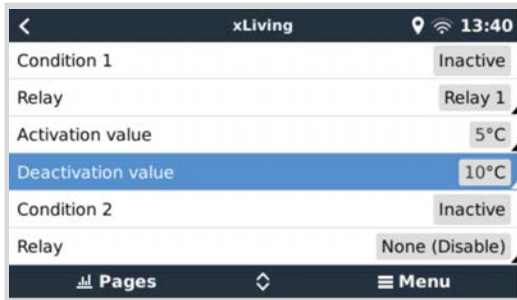 xLiving 13:40
Condition 1 Inactive
Relay Relay 1
Activation value 5°C
Deactivation value 10°C
Condition 2 Inactive
Relay None (Disable)
Pages Menu